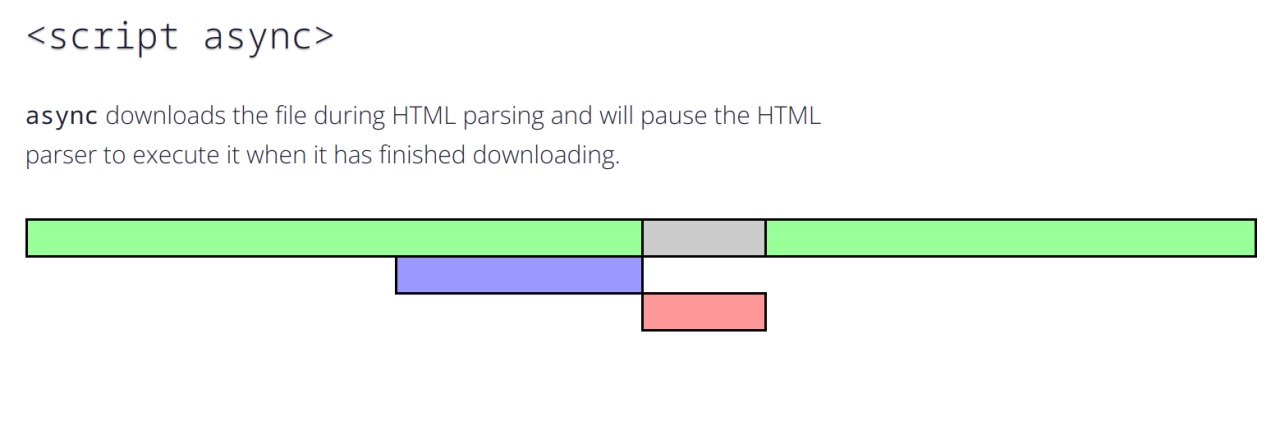 <script async>
async downloads the file during HTML parsing and will pause the HTML
parser to execute it when it has finished downloading.